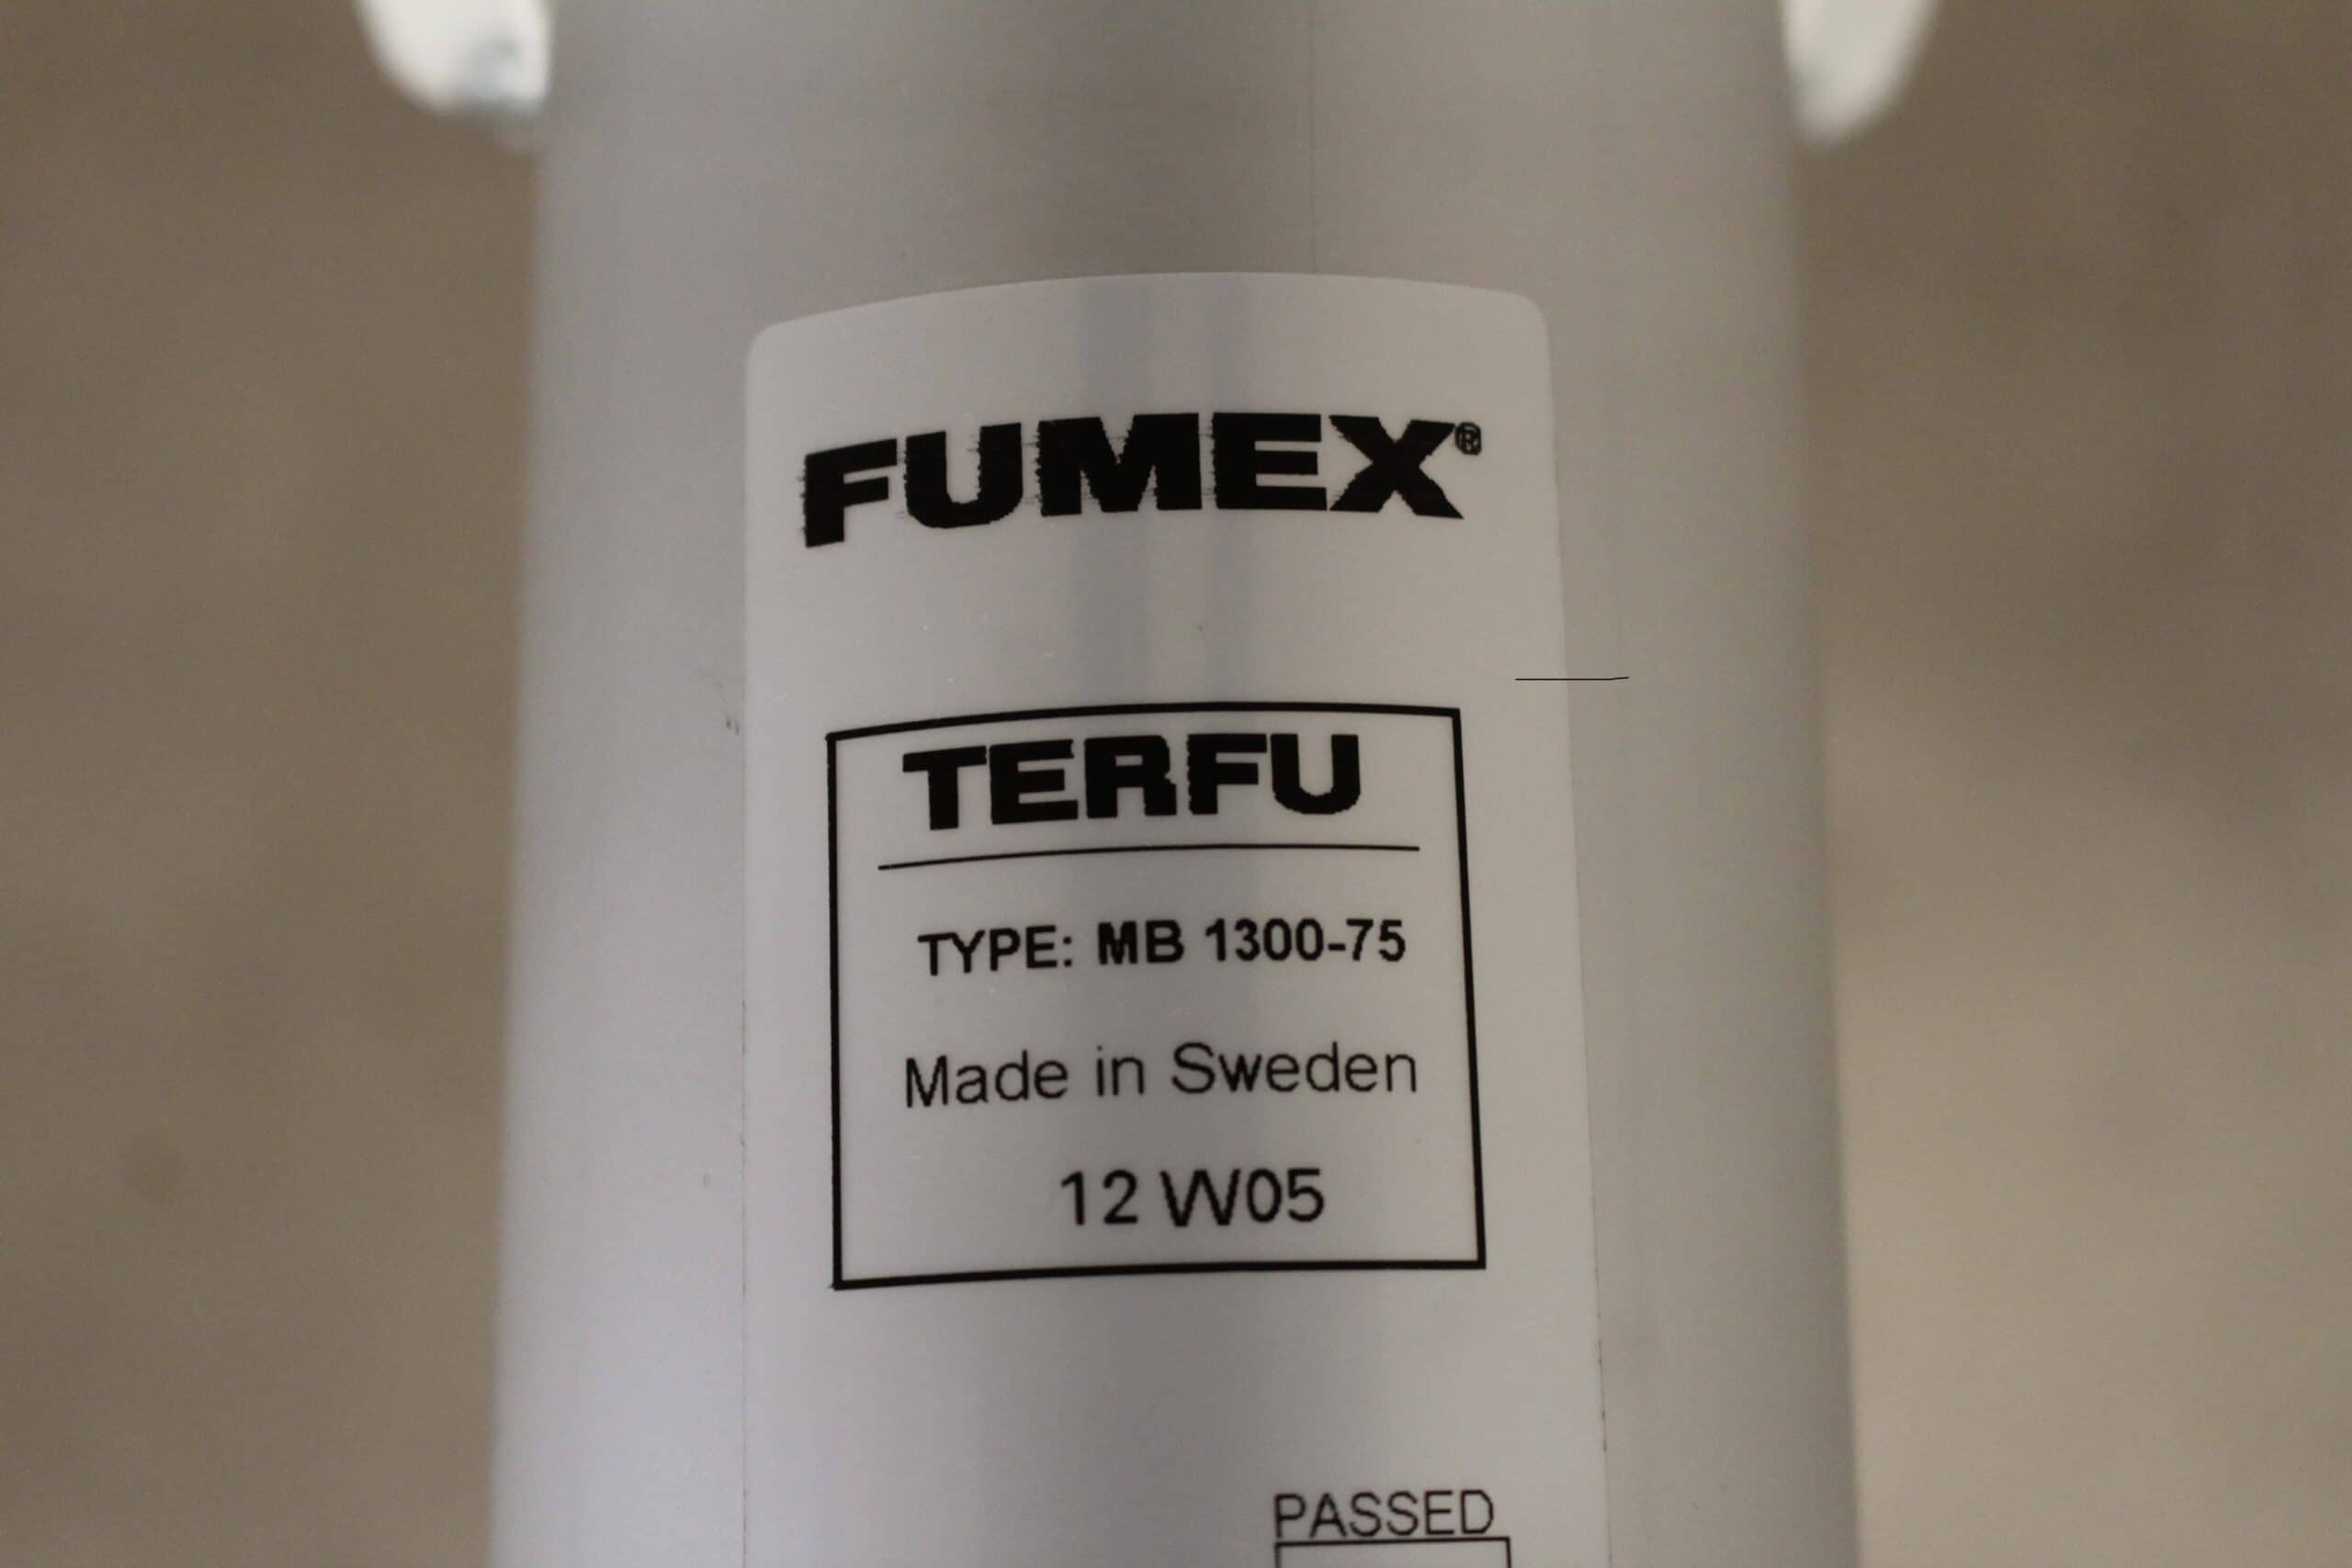 FUMEX®
TERFU
TYPE: MB 1300-75
Made in Sweden
12 W05
PASSED